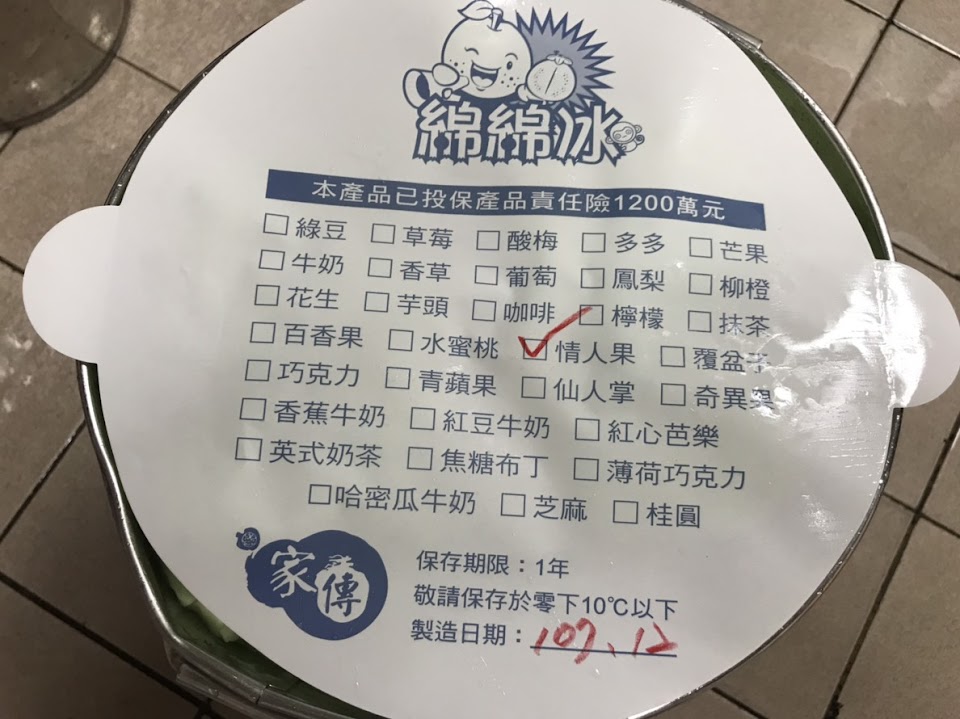 綿綿冰
本產品已投保產品責任險1200萬元
□綠豆 □草莓 □酸梅 □多多 □芒果
□牛奶 □香草 □葡萄 □鳳梨 □柳橙
□花生 □芋頭 □咖啡 □檸檬 □抹茶
□百香果 □水蜜桃 ☑情人果 □覆盆子
□巧克力 □青蘋果 □仙人掌 □奇異果
□香蕉牛奶 □紅豆牛奶 □紅心芭樂
□英式奶茶 □焦糖布丁 □薄荷巧克力
□哈密瓜牛奶 □芝麻 □桂圓
家傳
保存期限：1年
敬請保存於零下10℃以下
製造日期：107、12